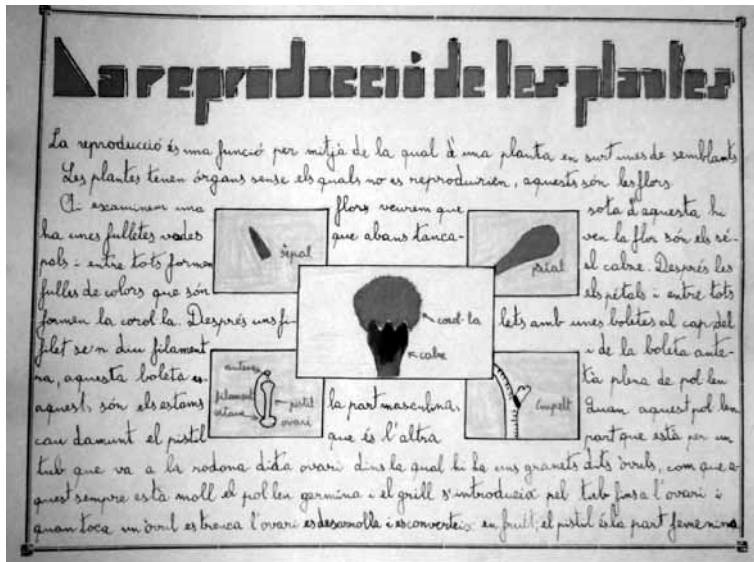 La reproducció de les plantes
La reproducció és una funció per mitjà de la qual d'una planta en surt unes de semblants
Les plantes tenen órgans sense els quals no es reproduirien, aquests són les flors.
Si examinem una flors veurem que sota d'aquesta hi
ha unes fulletes vedes que abans tanca- ven la flor són els sé-
pals i entre tots formen el calze. Després les
fulles de colors que són els pétals i entre tots
formen la corol·la. Després uns fi- lets amb unes boletes al cap del
filet se'n diu filament i de la boleta ante-
na, aquesta boleta es- tà plena de pol·len
aquests són els estams la part masculina. Quan aquest pol·len
cau damunt el pistil que és l'altra part que està per un
tub que va a la rodona dita ovari dins la qual hi ha uns granets dits òvuls, com que a-
quest sempre està moll el pol·len germina i el grill s'introdueix pel tub fins a l'ovari i
quan toca un òvul es trenca l'ovari es desarrolla i es converteix en fruit; el pistil és la part femenina
sèpal
pètal
corol·la
calze
antena
filament
estams
pistil
ovari